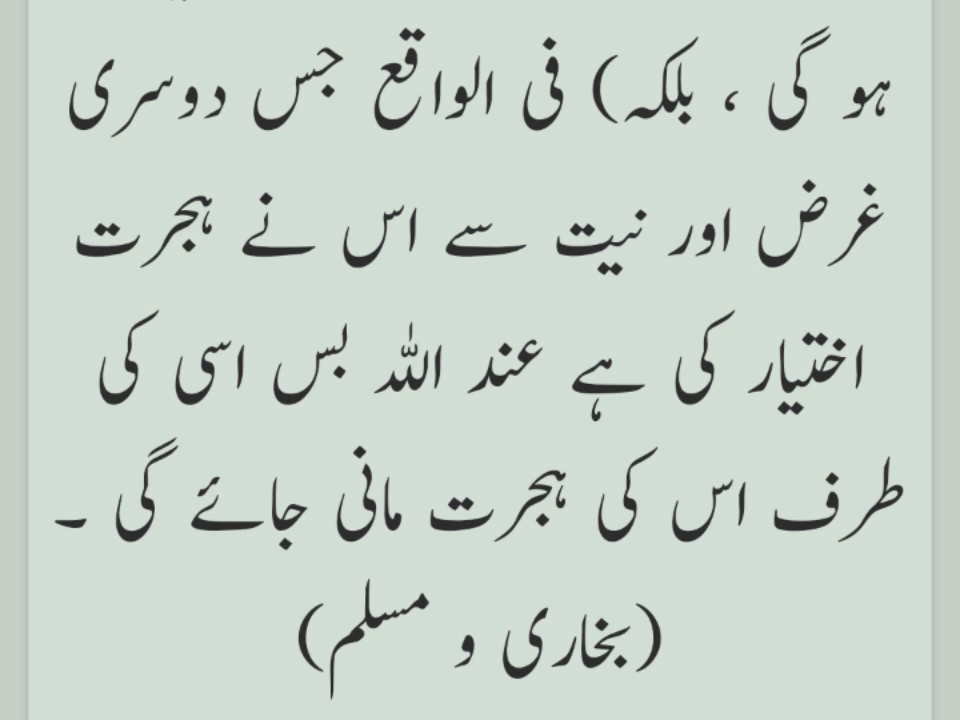 ہو گی ، بلکہ) فی الواقع جس دوسری
غرض اور نیت سے اس نے ہجرت
اختیار کی ہے عند اللہ بس اسی کی
طرف اس کی ہجرت مانی جائے گی ۔
(بخاری و مسلم)